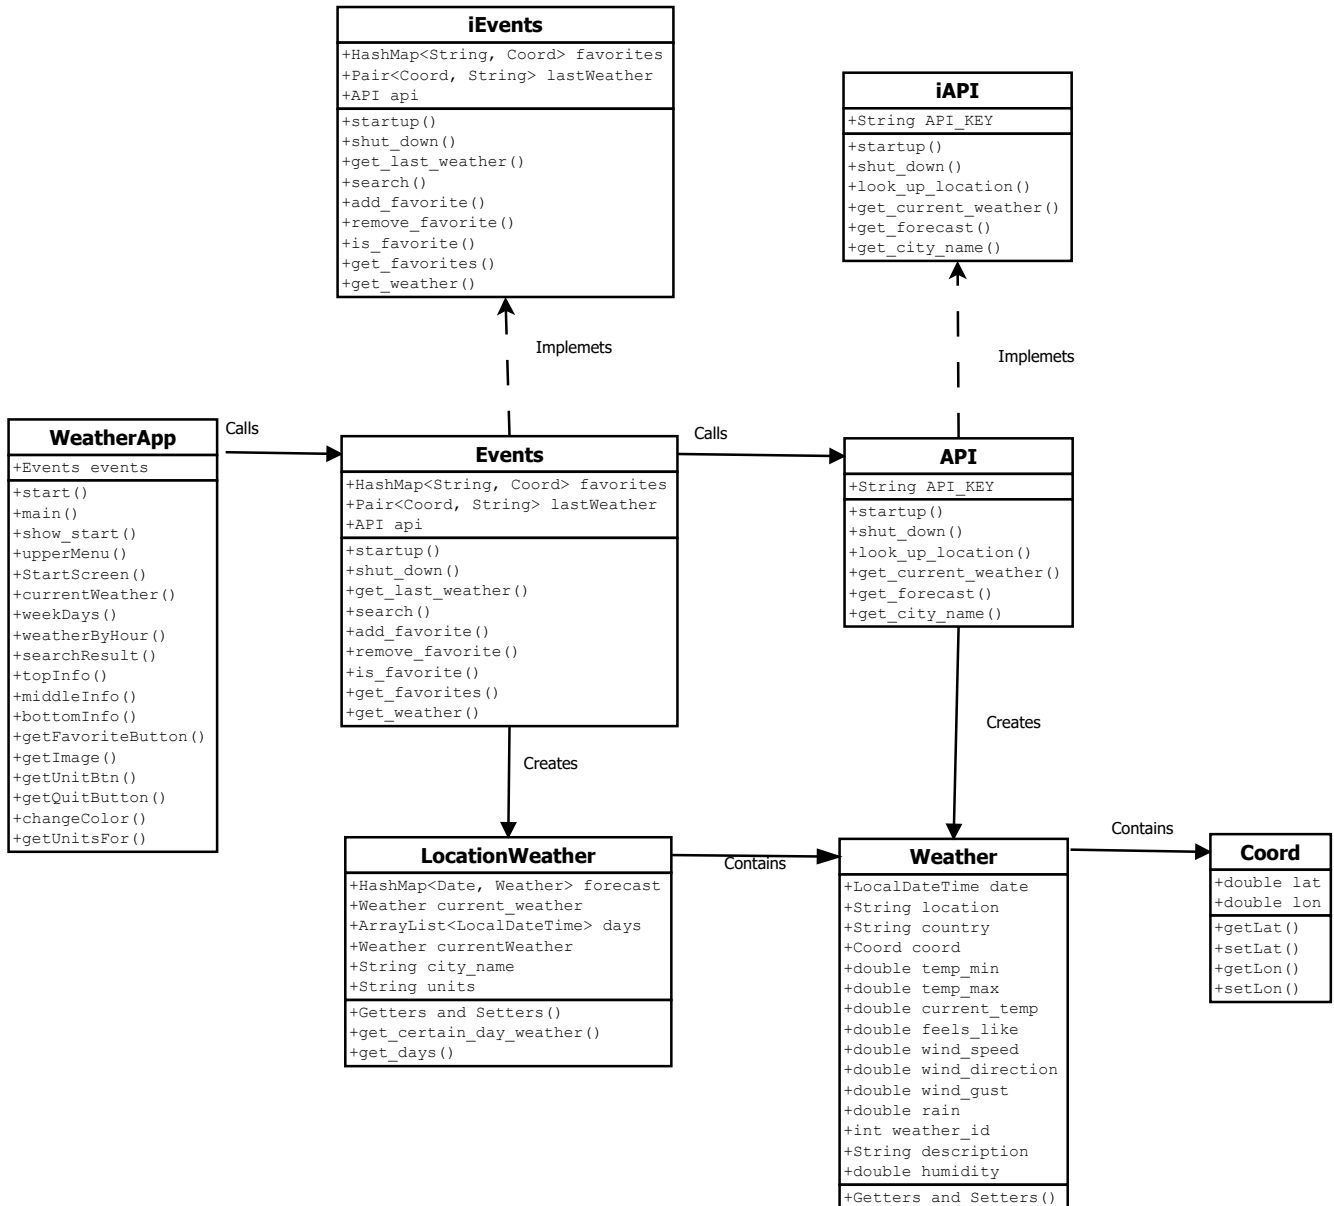 iEvents
+HashMap<String, Coord> favorites
+Pair<Coord, String> lastWeather
+API api
+startup()
+shut_down()
+get_last_weather()
+search()
+add_favorite()
+remove_favorite()
+is_favorite()
+get_favorites()
+get_weather()
iAPI
+String API_KEY
+startup()
+shut_down()
+look_up_location()
+get_current_weather()
+get_forecast()
+get_city_name()
Implemets
Implemets
WeatherApp
+Events events
+start()
+main()
+show_start()
+upperMenu()
+StartScreen()
+currentWeather()
+weekDays()
+weatherByHour()
+searchResult()
+topInfo()
+middleInfo()
+bottomInfo()
+getFavoriteButton()
+getImage()
+getUnitBtn()
+getQuitButton()
+changeColor()
+getUnitsFor()
Calls
Events
+HashMap<String, Coord> favorites
+Pair<Coord, String> lastWeather
+API api
+startup()
+shut_down()
+get_last_weather()
+search()
+add_favorite()
+remove_favorite()
+is_favorite()
+get_favorites()
+get_weather()
Calls
API
+String API_KEY
+startup()
+shut_down()
+look_up_location()
+get_current_weather()
+get_forecast()
+get_city_name()
Creates
Creates
LocationWeather
+HashMap<Date, Weather> forecast
+Weather current_weather
+ArrayList<LocalDateTime> days
+Weather currentWeather
+String city_name
+String units
+Getters and Setters()
+get_certain_day_weather()
+get_days()
Contains
Weather
+LocalDateTime date
+String location
+String country
+Coord coord
+double temp_min
+double temp_max
+double current_temp
+double feels_like
+double wind_speed
+double wind_direction
+double wind_gust
+double rain
+int weather_id
+String description
+double humidity
+Getters and Setters()
Contains
Coord
+double lat
+double lon
+getLat()
+setLat()
+getLon()
+setLon()